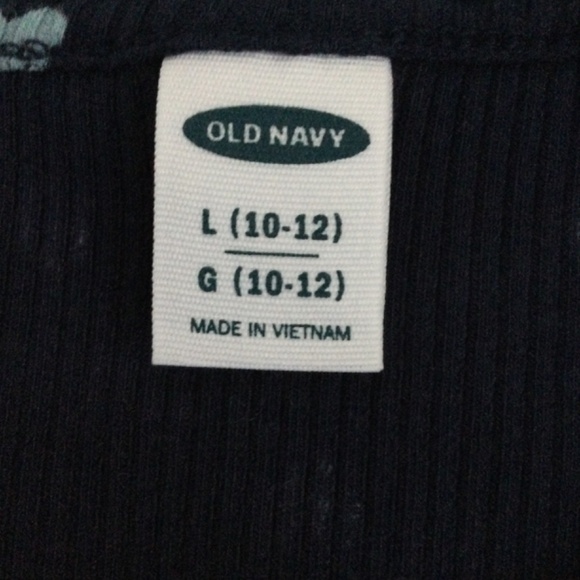 OLD NAVY
L (10-12)
G (10-12)
MADE IN VIETNAM